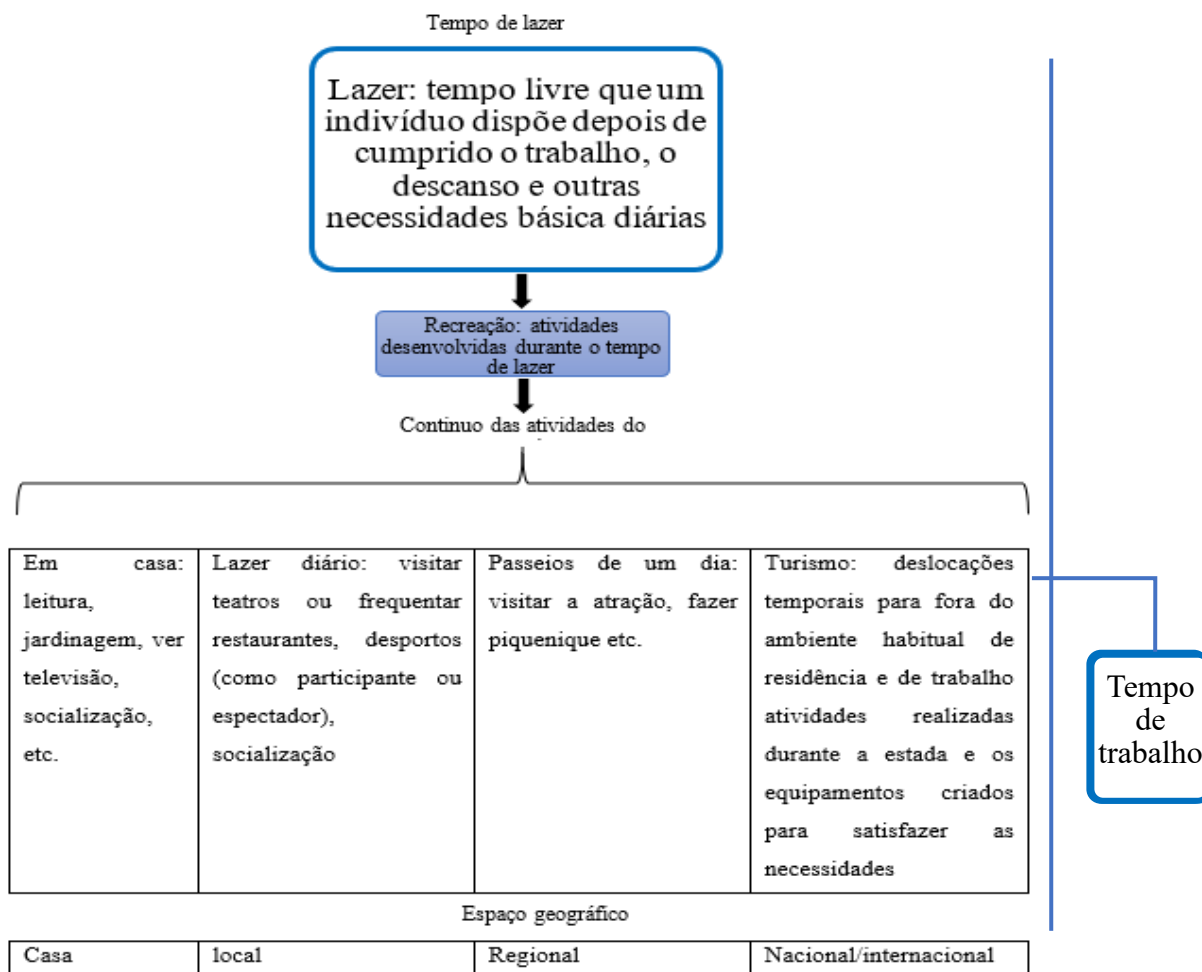 Tempo de lazer
Lazer: tempo livre que um
indivíduo dispõe depois de
cumprido o trabalho, o
descanso e outras
necessidades básica diárias
Recreação: atividades
desenvolvidas durante o tempo
de lazer
Continuo das atividades do
Em casa:
leitura,
jardinagem, ver
televisão,
socialização,
etc.
Lazer diário: visitar
teatros ou frequentar
restaurantes, desportos
(como participante ou
espectador),
socialização
Passeios de um dia:
visitar a atração, fazer
piquenique etc.
Turismo: deslocações
temporais para fora do
ambiente habitual de
residência e de trabalho
atividades realizadas
durante a estada e os
equipamentos criados
para satisfazer as
necessidades
Tempo
de
trabalho
Espaço geográfico
Casa
local
Regional
Nacional/internacional